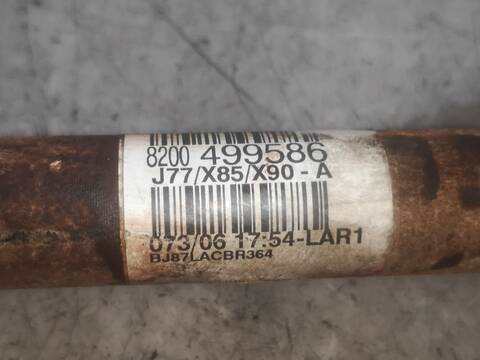 8200 499586
J77/X85/X90 - A
073/06 17:54-LAR1
BJ87LACBR364